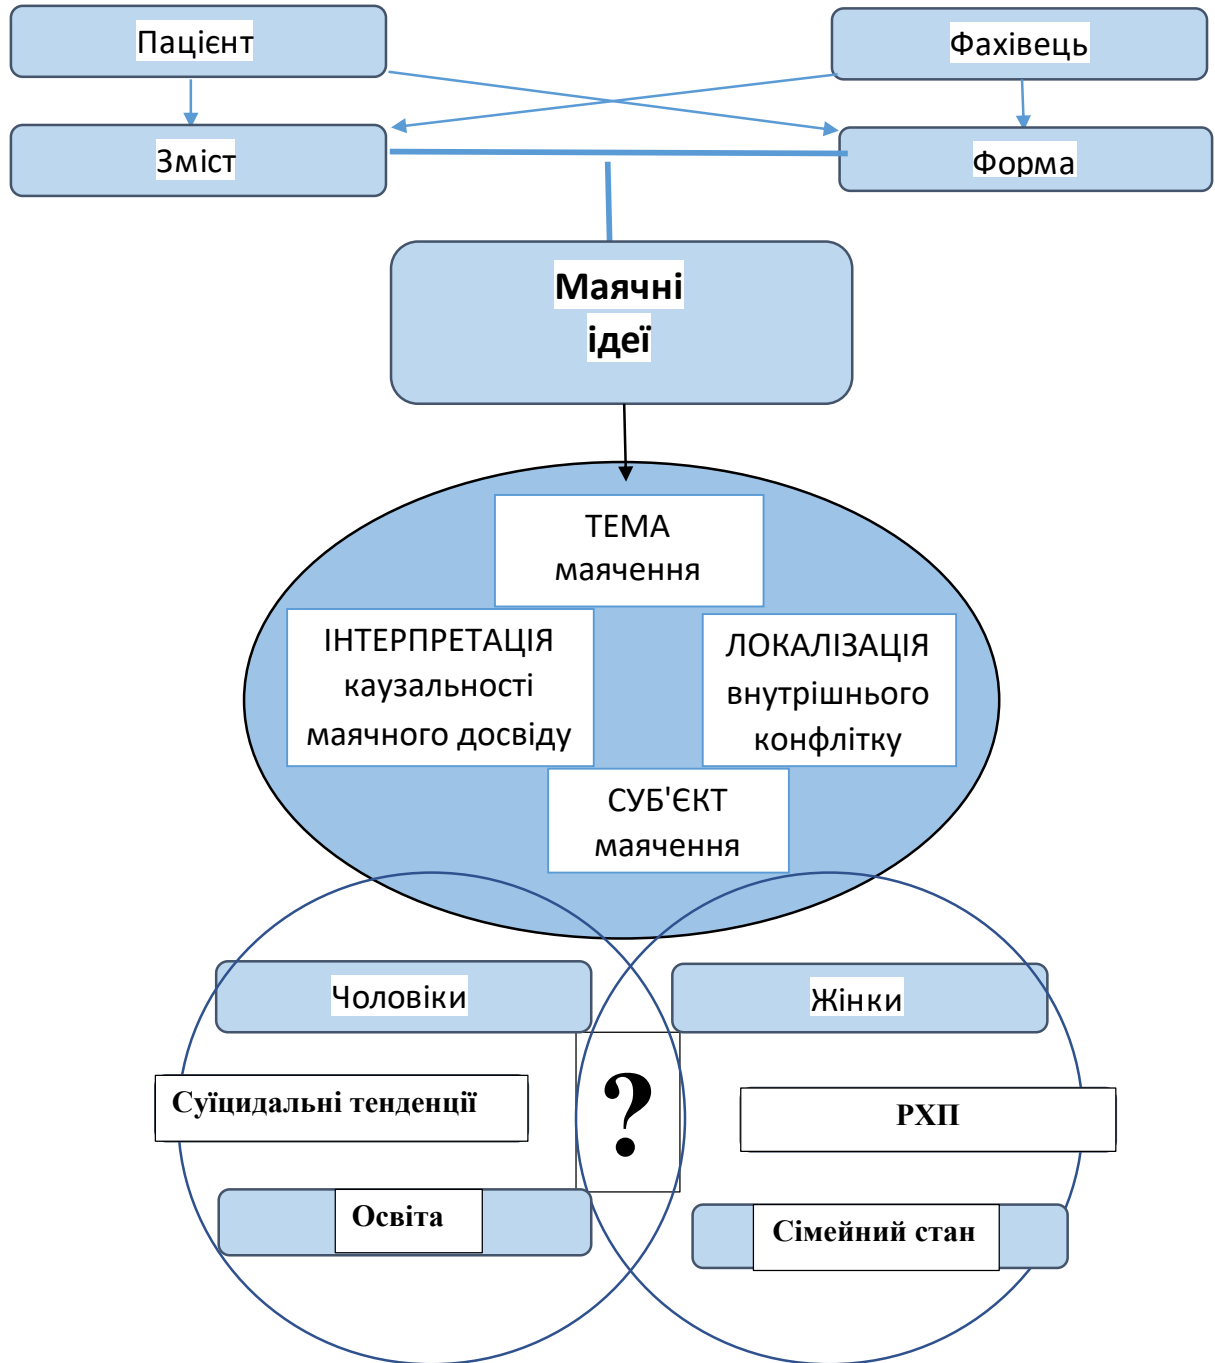 Пацієнт
Фахівець
Зміст
Форма
Маячні
ідеї
ТЕМА
маячення
ІНТЕРПРЕТАЦІЯ
каузальності
маячного досвіду
ЛОКАЛІЗАЦІЯ
внутрішнього
конфлітку
СУБ'ЄКТ
маячення
Чоловіки
Жінки
?
Суїцидальні тенденції
РХП
Освіта
Сімейний стан